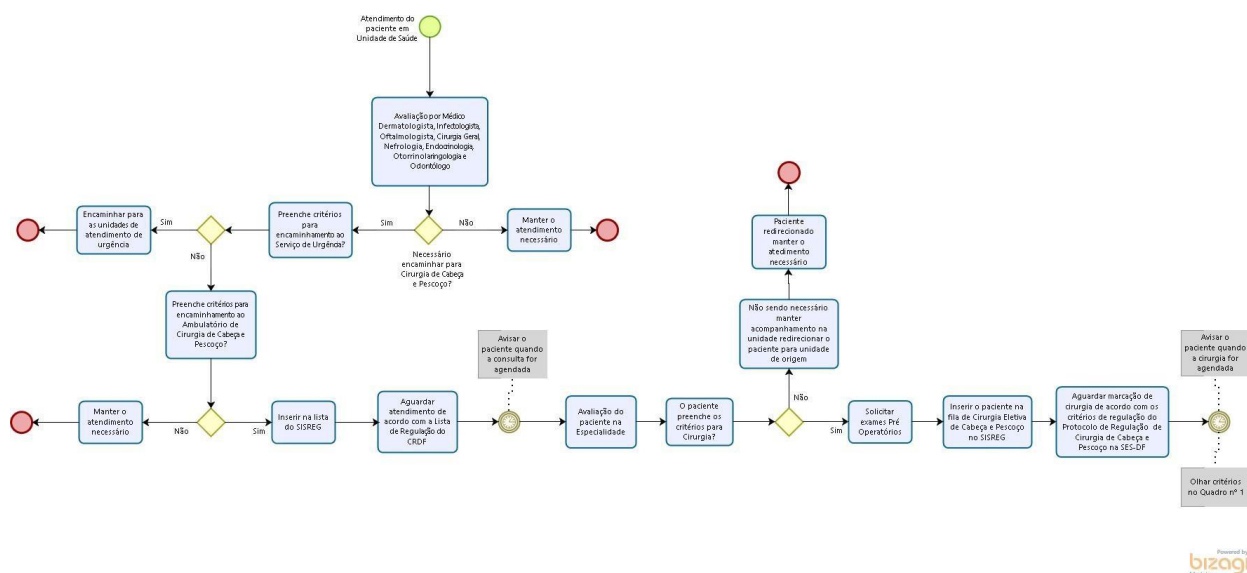 Atendimento do
paciente em
Unidade de Saúde
Avaliação por Médico
Dermatologista, Infectologista,
Oftalmologista, Cirurgia Geral,
Nefrologia, Endocrinologia,
Otorrinolaringologia e
Odontólogo
Encaminhar para
as unidades de
atendimento de
urgência
Sim
Preenche critérios
para
encaminhamento ao
Serviço de Urgência?
Sim
Não
Manter o
atendimento
necessário
Necessário
encaminhar para
Cirurgia de Cabeça
e Pescoço?
Não
Preenche critérios para
encaminhamento ao
Ambulatório de
Cirurgia de Cabeça e
Pescoço?
Manter o
atendimento
necessário
Não
Sim
Inserir na lista
do SISREG
Aguardar
atendimento de
acordo com a Lista
de Regulação do
CRDF
Avisar o
paciente quando
a consulta for
agendada
Avaliação do
paciente na
Especialidade
O paciente
preenche os
critérios para
Cirurgia?
Paciente
redirecionado
manter o
atedimento
necessário
Não sendo necessário
manter
acompanhamento na
unidade redirecionar o
paciente para unidade
de origem
Não
Sim
Solicitar
exames Pré
Operatórios
Inserir o paciente na
fila de Cirurgia Eletiva
de Cabeça e Pescoço
no SISREG
Aguardar marcação de
cirurgia de acordo com os
critérios de regulação do
Protocolo de Regulação de
Cirurgia de Cabeça e
Pescoço na SES-DF
Avisar o
paciente quando
a cirurgia for
agendada
Olhar critérios
no Quadro nº 1
Powered by
bizagi